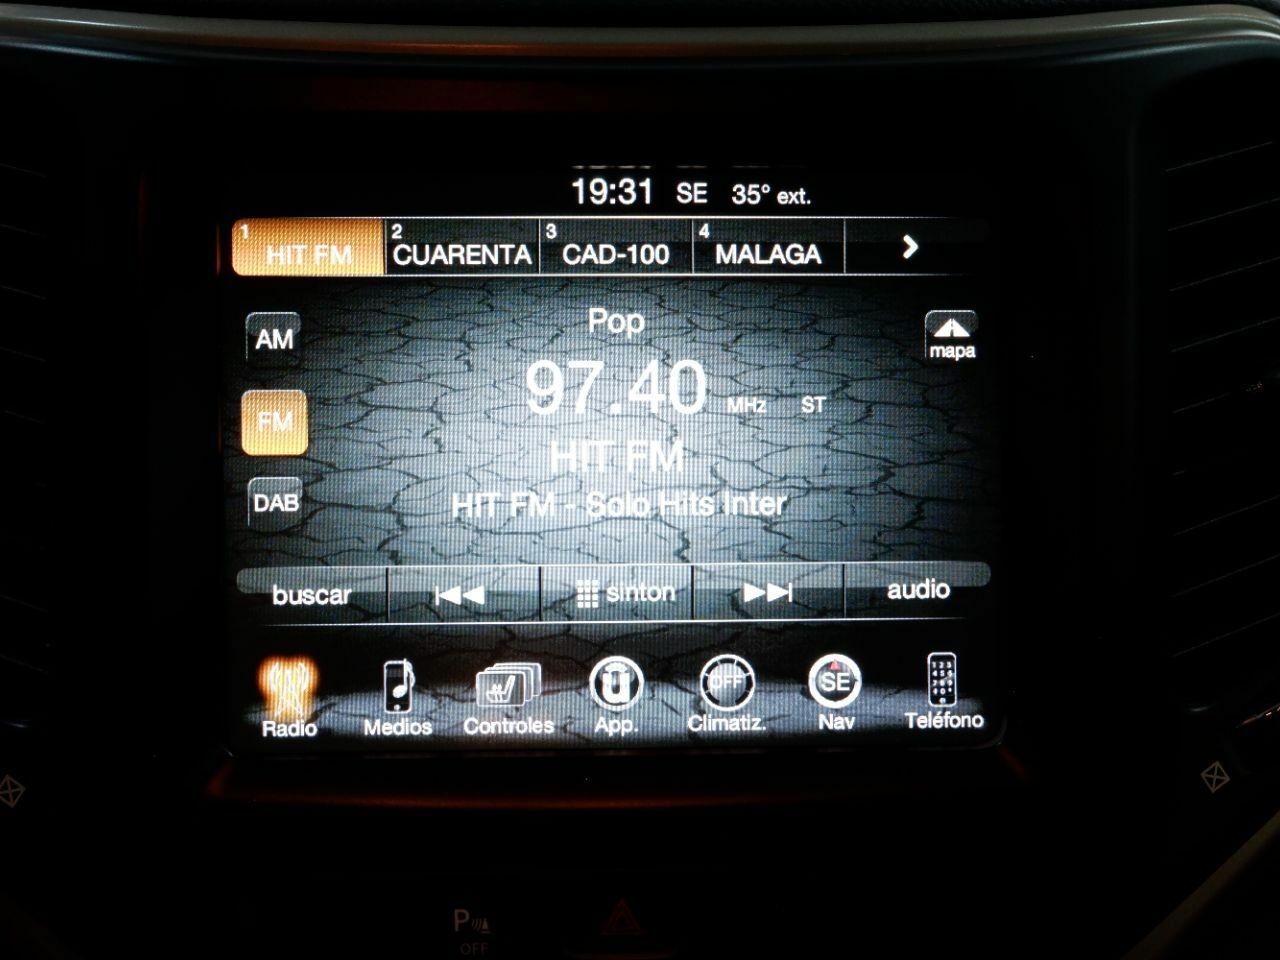 19:31 SE 35° ext.
1 HIT FM 2 CUARENTA 3 CAD-100 4 MALAGA
AM
Pop
mapa
97.40 MHz ST
FM
HIT FM
DAB
HIT FM - Solo Hits Inter
buscar sinton audio
OFF SE
Radio Medios Controles App. Climatiz. Nav Teléfono
P
OFF